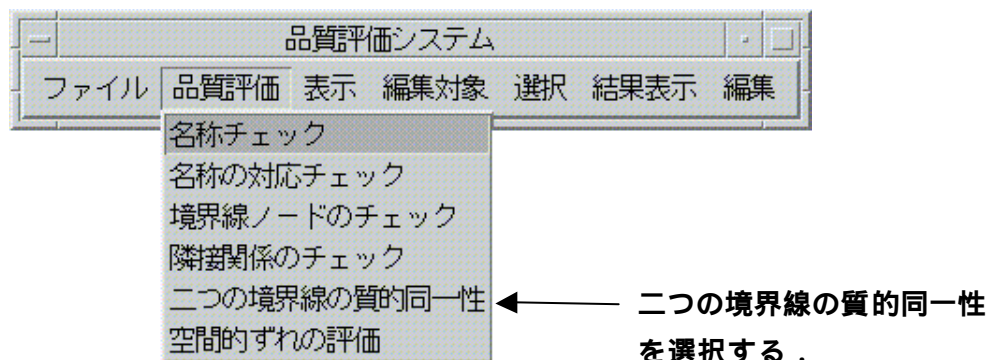 品質評価システム
ファイル 品質評価 表示 編集対象 選択 結果表示 編集
名称チェック
名称の対応チェック
境界線ノードのチェック
隣接関係のチェック
二つの境界線の質的同一性
空間的ずれの評価
二つの境界線の質的同一性
を選択する．